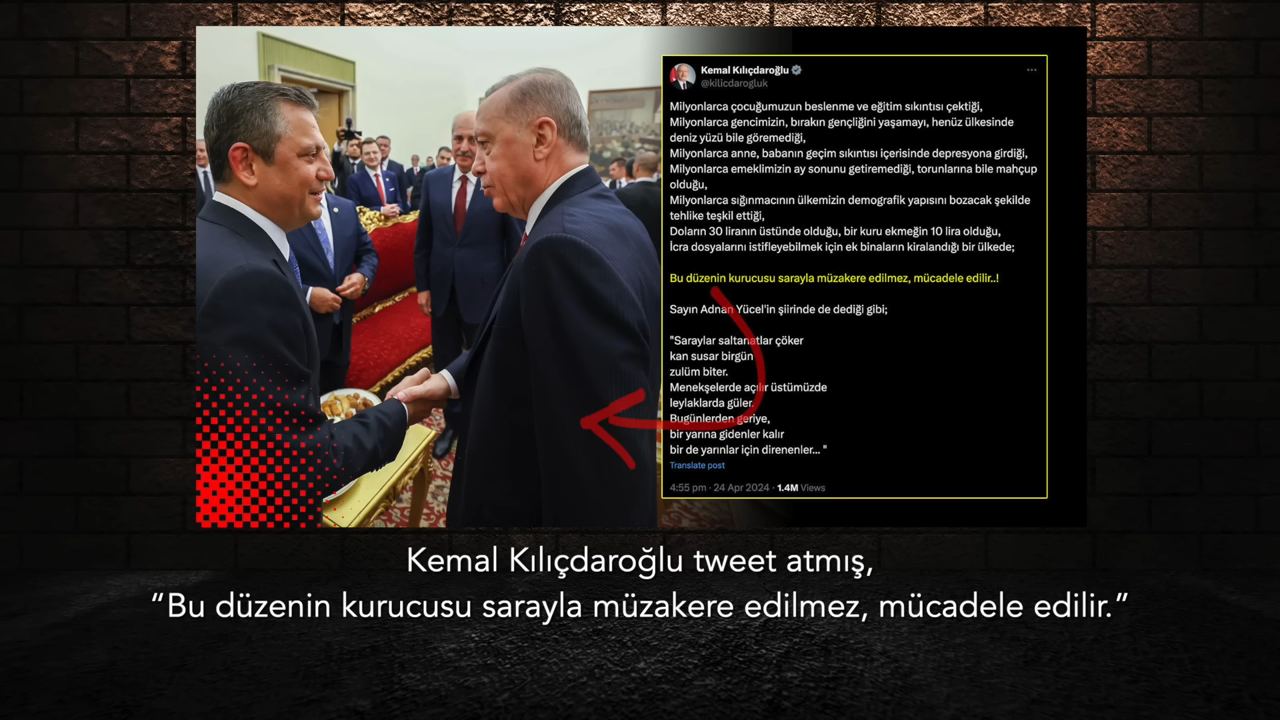 Kemal Kılıçdaroğlu
@kilicdarogluk
Milyonlarca çocuğumuzun beslenme ve eğitim sıkıntısı çektiği,
Milyonlarca gencimizin, bırakın gençliğini yaşamayı, henüz ülkesinde
deniz yüzü bile göremediği,
Milyonlarca anne, babanın geçim sıkıntısı içerisinde depresyona girdiği,
Milyonlarca emeklimizin ay sonunu getiremediği, torunlarına bile mahçup
olduğu,
Milyonlarca sığınmacının ülkemizin demografik yapısını bozacak şekilde
tehlike teşkil ettiği,
Doların 30 liranın üstünde olduğu, bir kuru ekmeğin 10 lira olduğu,
İcra dosyalarını istifleyebilmek için ek binaların kiralandığı bir ülkede;
Bu düzenin kurucusu sarayla müzakere edilmez, mücadele edilir..!
Sayın Adnan Yücel'in şiirinde de dediği gibi;
"Saraylar saltanatlar çöker
kan susar birgün
zulüm biter.
Menekşelerde açılır üstümüzde
leylaklarda güler.
Bugünlerden geriye,
bir yarına gidenler kalır
bir de yarınlar için direnenler... "
Translate post
4:55 pm · 24 Apr 2024 · 1.4M Views
Kemal Kılıçdaroğlu tweet atmış,
“Bu düzenin kurucusu sarayla müzakere edilmez, mücadele edilir.”